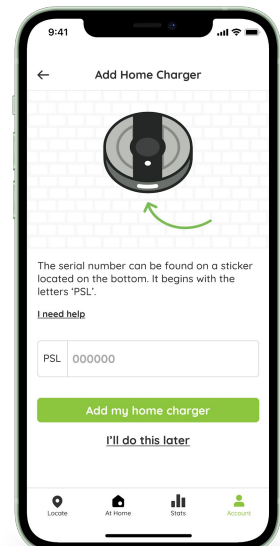 9:41
Add Home Charger
The serial number can be found on a sticker
located on the bottom. It begins with the
letters ‘PSL’.
I need help
PSL 000000
Add my home charger
I’ll do this later
Locate At Home Stats Account